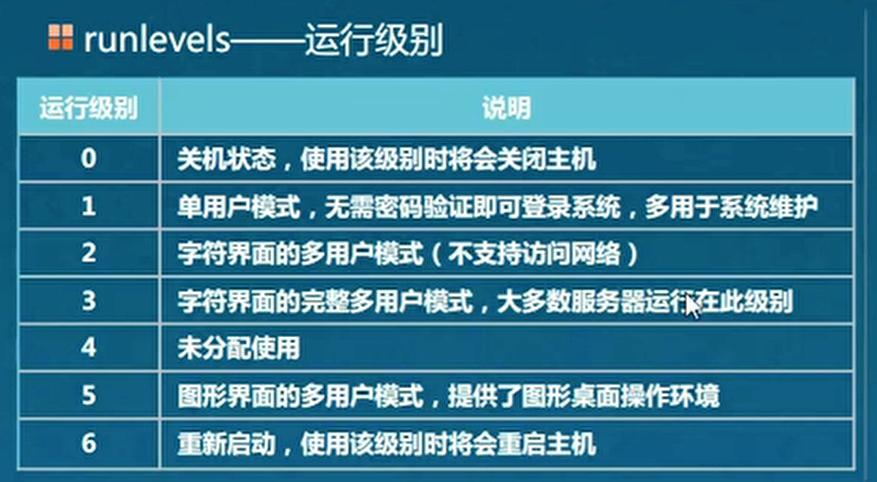 runlevels——运行级别
运行级别 说明
0 关机状态，使用该级别时将会关闭主机
1 单用户模式，无需密码验证即可登录系统，多用于系统维护
2 字符界面的多用户模式（不支持访问网络）
3 字符界面的完整多用户模式，大多数服务器运行在此级别
4 未分配使用
5 图形界面的多用户模式，提供了图形桌面操作环境
6 重新启动，使用该级别时将会重启主机